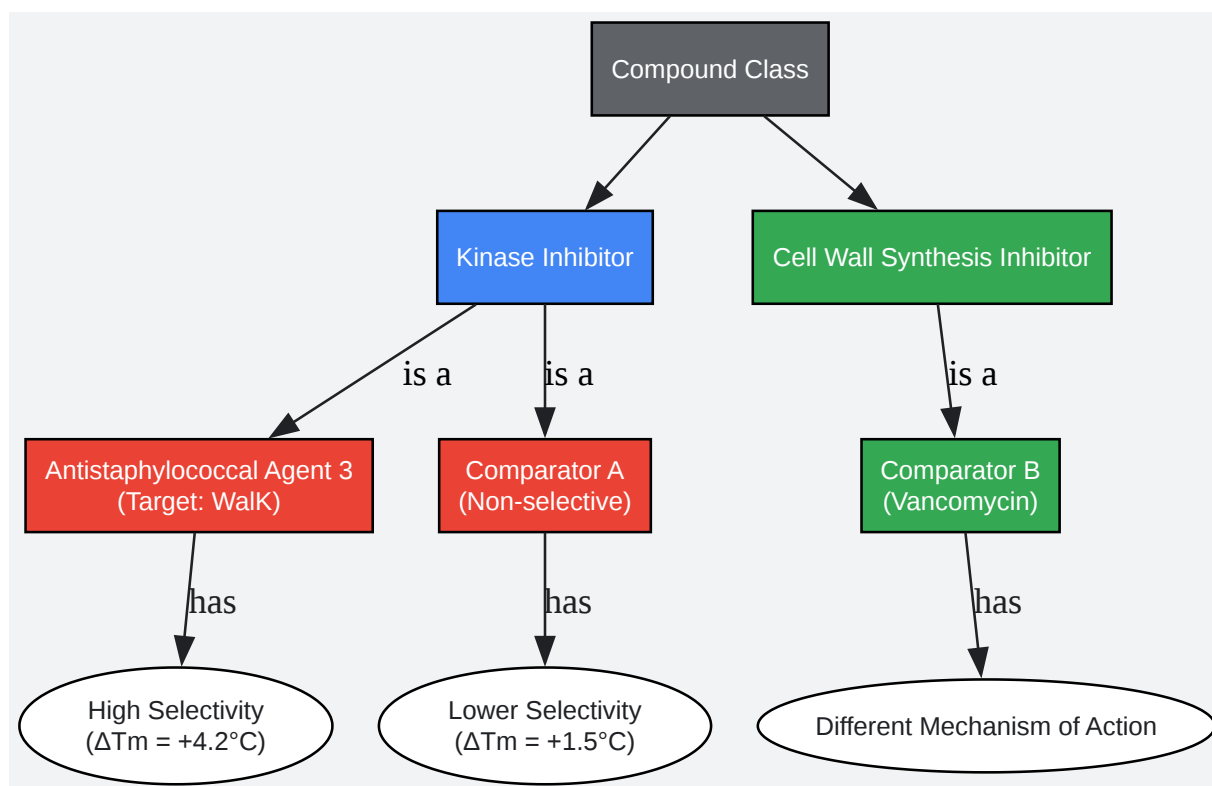 Compound Class
Kinase Inhibitor
Cell Wall Synthesis Inhibitor
is a
is a
is a
Antistaphylococcal Agent 3
(Target: WalK)
Comparator A
(Non-selective)
Comparator B
(Vancomycin)
has
has
has
High Selectivity
(ΔTm = +4.2°C)
Lower Selectivity
(ΔTm = +1.5°C)
Different Mechanism of Action